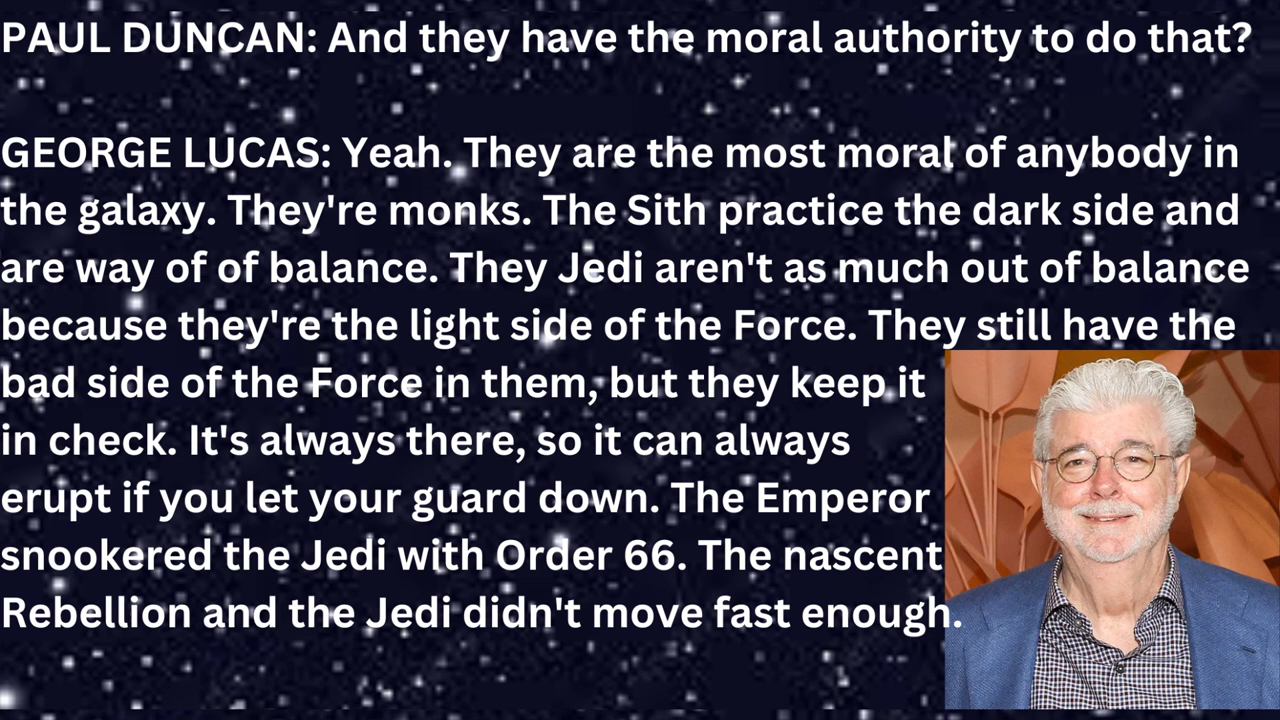 PAUL DUNCAN: And they have the moral authority to do that?
GEORGE LUCAS: Yeah. They are the most moral of anybody in
the galaxy. They're monks. The Sith practice the dark side and
are way of of balance. They Jedi aren't as much out of balance
because they're the light side of the Force. They still have the
bad side of the Force in them, but they keep it
in check. It's always there, so it can always
erupt if you let your guard down. The Emperor
snookered the Jedi with Order 66. The nascent
Rebellion and the Jedi didn't move fast enough.